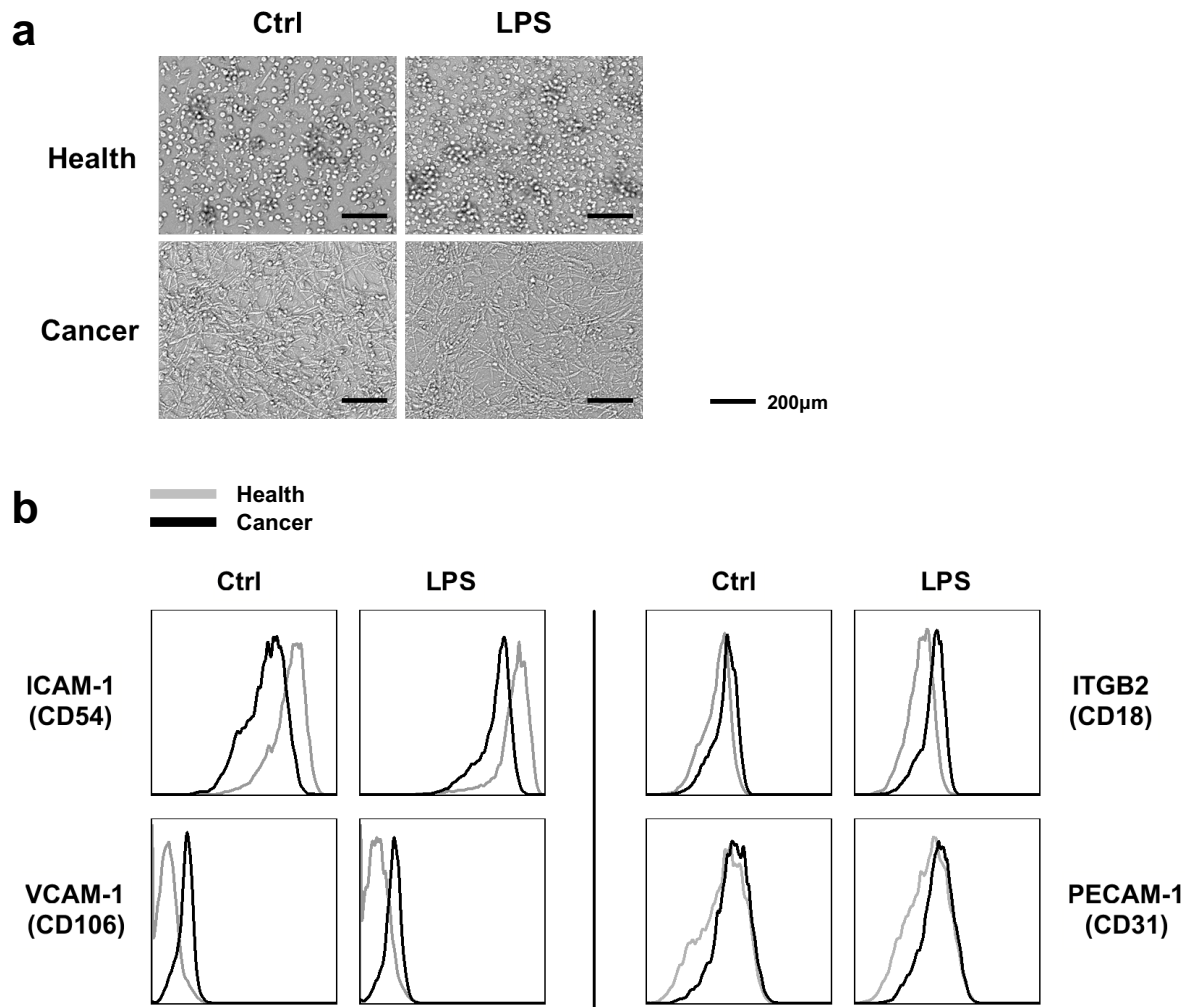 a
Ctrl
LPS
Health
Cancer
200µm
b
Health
Cancer
Ctrl
LPS
Ctrl
LPS
ICAM-1
(CD54)
ITGB2
(CD18)
VCAM-1
(CD106)
PECAM-1
(CD31)